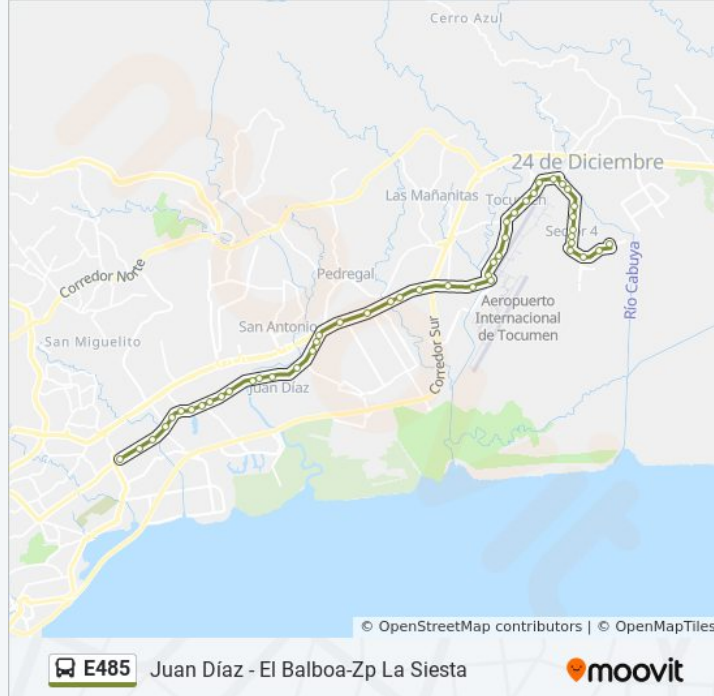 Cerro Azul
24 de Diciembre
Las Mañanitas
Tocumen
Sector 4
Río Cabuya
Corredor Norte
Pedregal
Aeropuerto
Internacional
de Tocumen
San Antonio
Corredor Sur
San Miguelito
Juan Díaz
© OpenStreetMap contributors | © OpenMapTiles
E485 Juan Díaz - El Balboa-Zp La Siesta
moovit